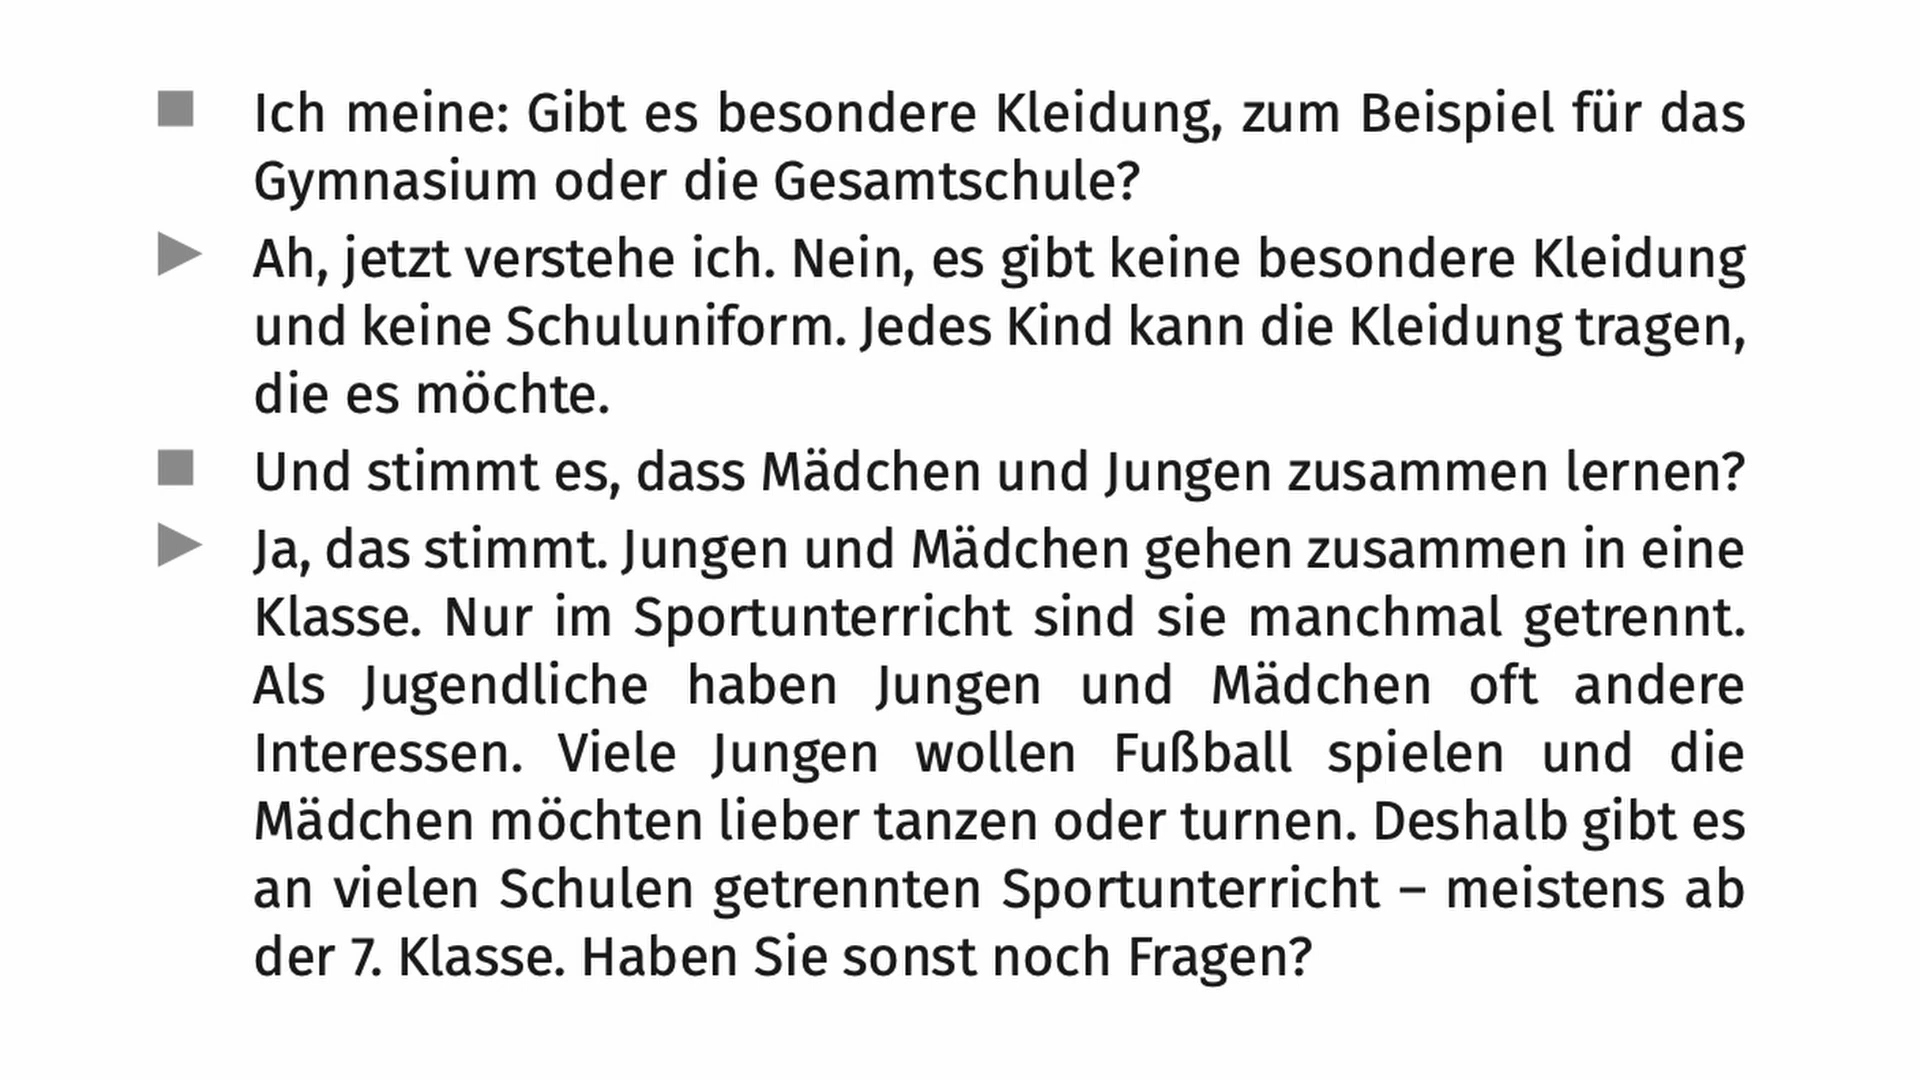 Ich meine: Gibt es besondere Kleidung, zum Beispiel für das
Gymnasium oder die Gesamtschule?
Ah, jetzt verstehe ich. Nein, es gibt keine besondere Kleidung
und keine Schuluniform. Jedes Kind kann die Kleidung tragen,
die es möchte.
Und stimmt es, dass Mädchen und Jungen zusammen lernen?
Ja, das stimmt. Jungen und Mädchen gehen zusammen in eine
Klasse. Nur im Sportunterricht sind sie manchmal getrennt.
Als Jugendliche haben Jungen und Mädchen oft andere
Interessen. Viele Jungen wollen Fußball spielen und die
Mädchen möchten lieber tanzen oder turnen. Deshalb gibt es
an vielen Schulen getrennten Sportunterricht – meistens ab
der 7. Klasse. Haben Sie sonst noch Fragen?